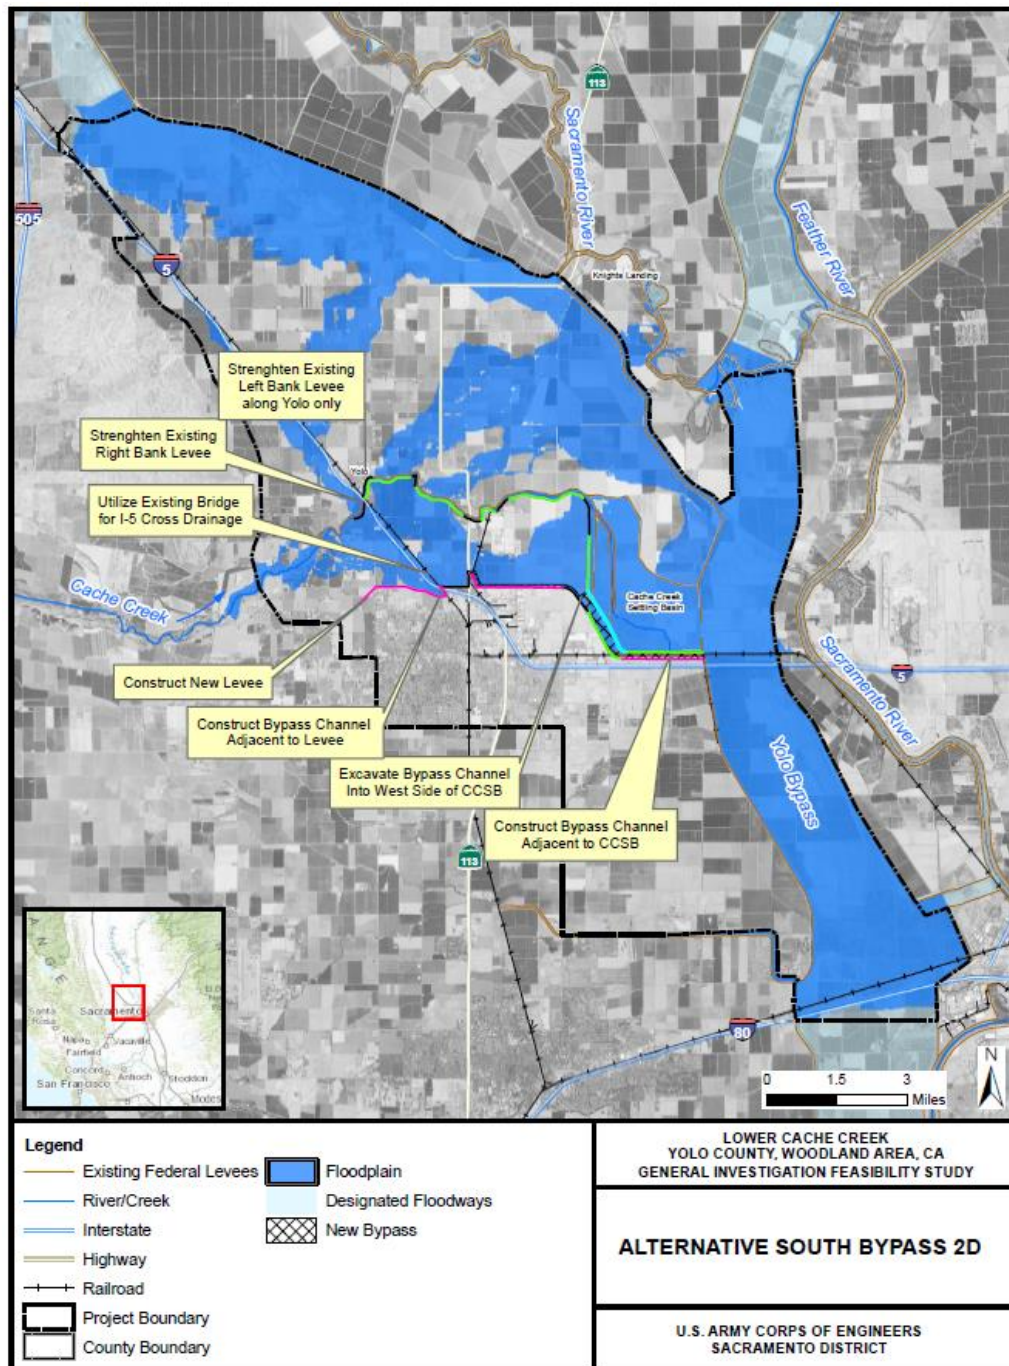 113
Sacramento River
Feather River
505
5
Knights Landing
Strenghten Existing
Left Bank Levee
along Yolo only
Strenghten Existing
Right Bank Levee
Yolo
Utilize Existing Bridge
for I-5 Cross Drainage
Cache Creek
Cache Creek
Settling Basin
Construct New Levee
5
Sacramento River
Construct Bypass Channel
Adjacent to Levee
Excavate Bypass Channel
Into West Side of CCSB
Yolo Bypass
Construct Bypass Channel
Adjacent to CCSB
113
80
N
0 1.5 3
Miles
Sacramento
Santa
Rosa
Napa
Vacaville
Fairfield
Concord
Antioch
Stockton
San Francisco
Modes
Legend
Existing Federal Levees
River/Creek
Interstate
Highway
Railroad
Project Boundary
County Boundary
Floodplain
Designated Floodways
New Bypass
LOWER CACHE CREEK
YOLO COUNTY, WOODLAND AREA, CA
GENERAL INVESTIGATION FEASIBILITY STUDY
ALTERNATIVE SOUTH BYPASS 2D
U.S. ARMY CORPS OF ENGINEERS
SACRAMENTO DISTRICT